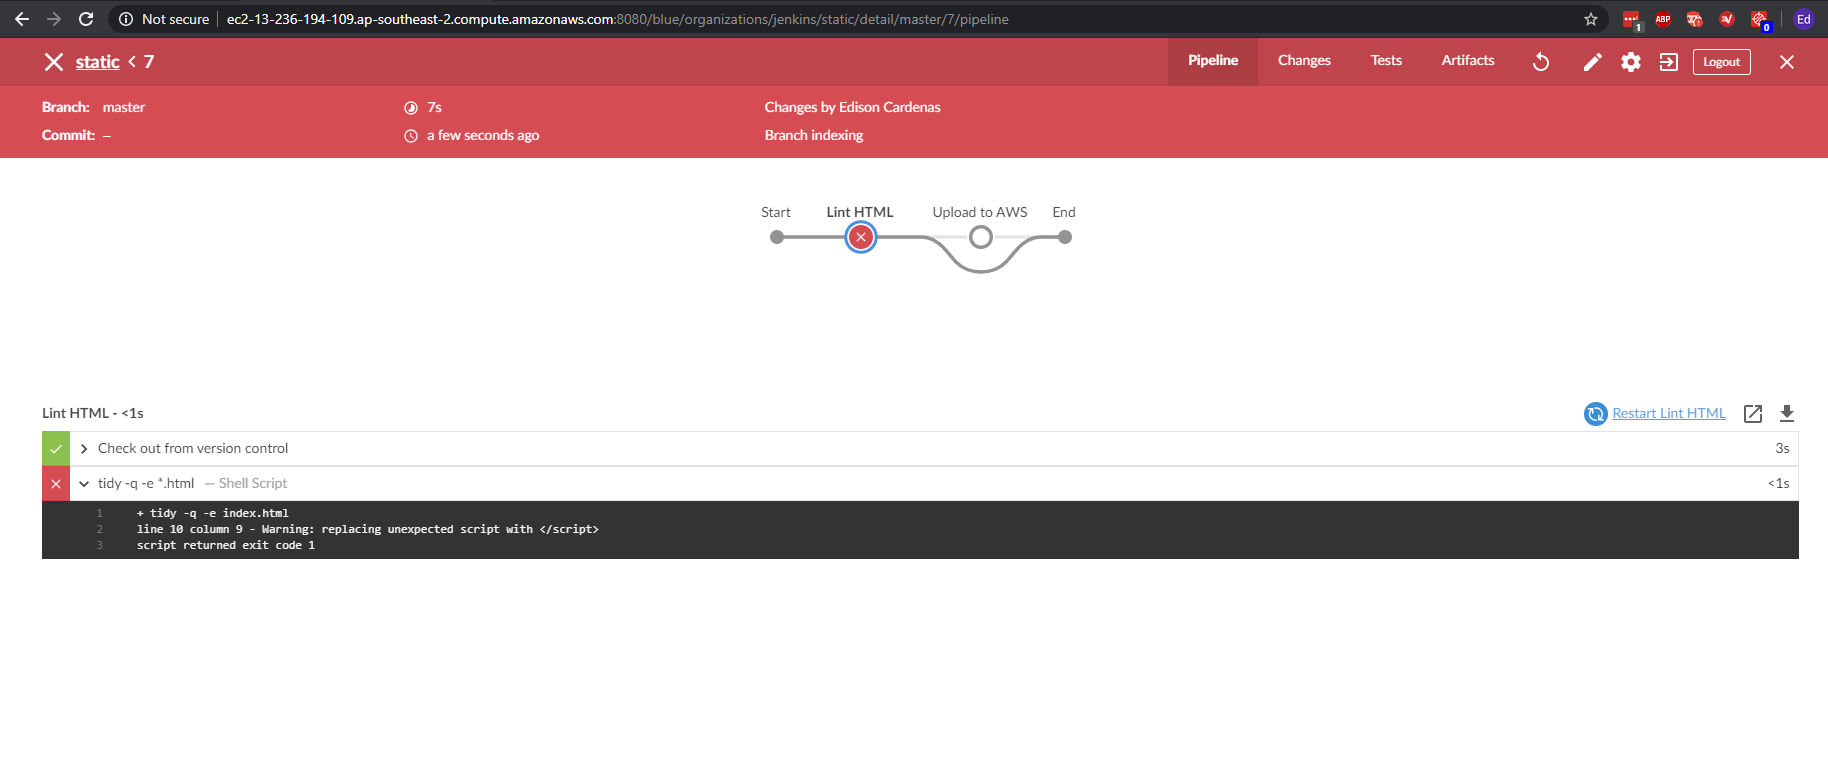 Not secure ec2-13-236-194-109.ap-southeast-2.compute.amazonaws.com:8080/blue/organizations/jenkins/static/detail/master/7/pipeline 1 ABP 0 Ed
static < 7 Pipeline Changes Tests Artifacts Logout
Branch: master 7s Changes by Edison Cardenas
Commit: – a few seconds ago Branch indexing
Start Lint HTML Upload to AWS End
Lint HTML - <1s Restart Lint HTML
Check out from version control 3s
tidy -q -e *.html — Shell Script <1s
1 + tidy -q -e index.html
2 line 10 column 9 - Warning: replacing unexpected script with </script>
3 script returned exit code 1